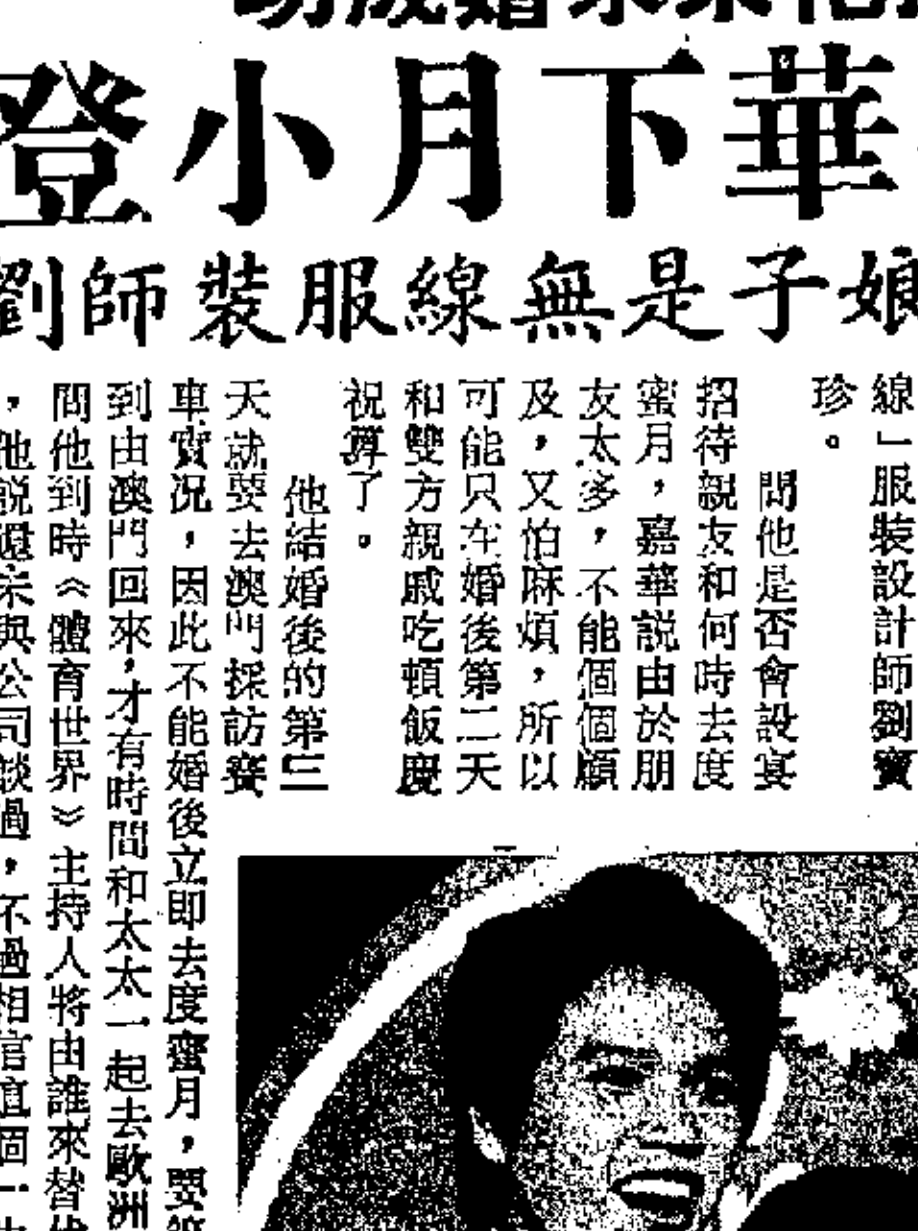 華下月小登
娘子是無線服裝師劉
線」服裝設計師劉寶
珍。
問他是否會設宴
招待親友和何時去度
蜜月，嘉華説由於朋
友太多，不能個個顧
及，又怕麻煩，所以
可能只在婚後第二天
和雙方親戚吃頓飯慶
祝算了。
他結婚後的第三
天就要去澳門採訪賽
車實况，因此不能婚後立即去度蜜月，要等
到由澳門回來，才有時間和太太一起去歐洲
問他到時《體育世界》主持人將由誰來替
，他説還未與公司談過，不過相信這個